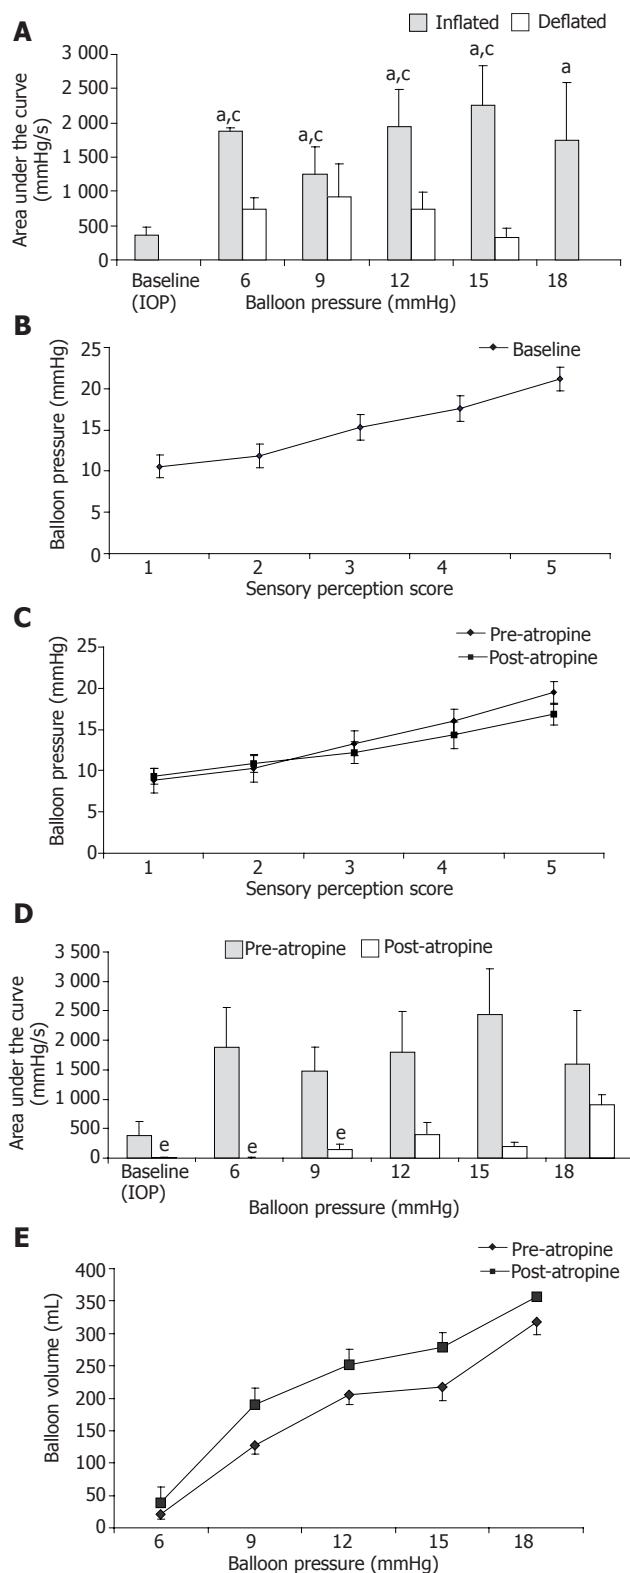 A
Inflated Deflated
Area under the curve
(mmHg/s)
3 000
2 500
2 000
1 500
1 000
500
0
a,c a,c a,c a,c a
Baseline
(IOP)
6 9 12 15 18
Balloon pressure (mmHg)
B
Baseline
Balloon pressure (mmHg)
25
20
15
10
5
0
1 2 3 4 5
Sensory perception score
C
Pre-atropine
Post-atropine
Balloon pressure (mmHg)
25
20
15
10
5
0
1 2 3 4 5
Sensory perception score
D
Pre-atropine Post-atropine
Area under the curve
(mmHg/s)
3 500
3 000
2 500
2 000
1 500
1 000
500
0
e e e
Baseline
(IOP)
6 9 12 15 18
Balloon pressure (mmHg)
E
Pre-atropine
Post-atropine
Balloon volume (mL)
400
350
300
250
200
150
100
50
0
6 9 12 15 18
Balloon pressure (mmHg)